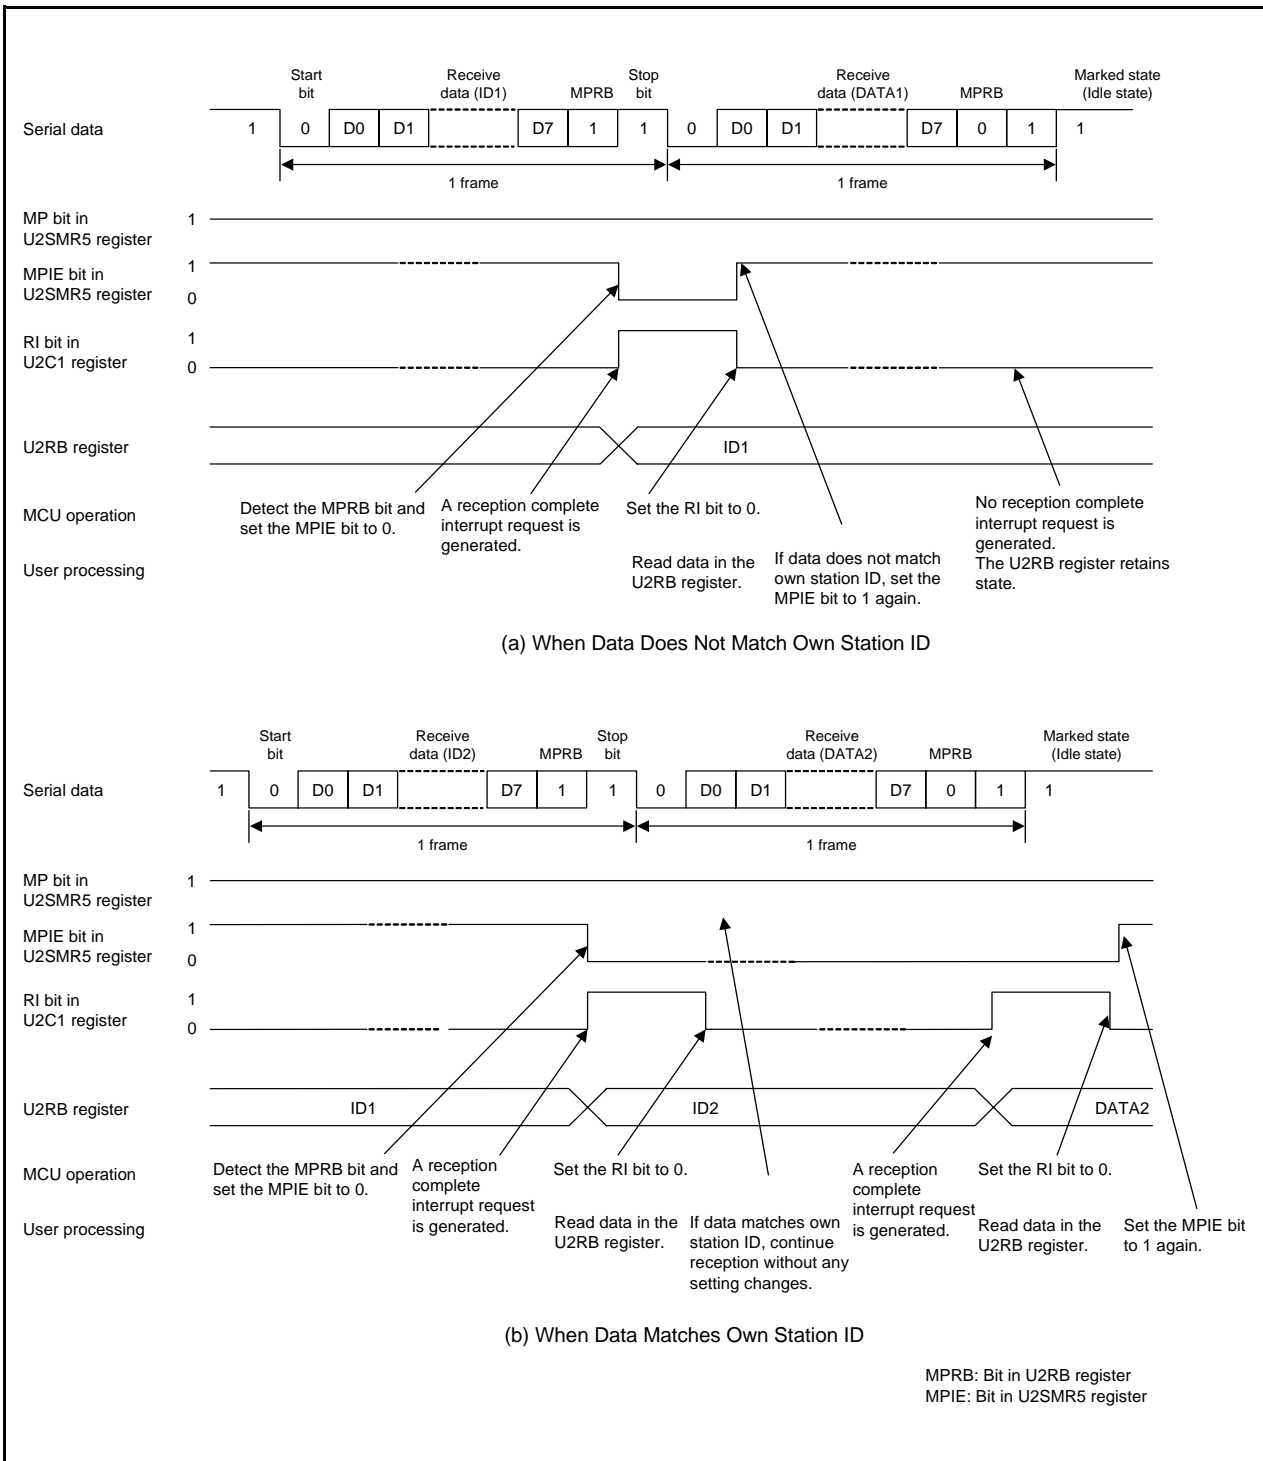 Start bit
Receive data (ID1)
MPRB
Stop bit
Receive data (DATA1)
MPRB
Marked state (Idle state)
Serial data
1 0 D0 D1 D7 1 1 0 D0 D1 D7 0 1 1
1 frame 1 frame
MP bit in
U2SMR5 register
1
MPIE bit in
U2SMR5 register
1
0
RI bit in
U2C1 register
1
0
U2RB register
ID1
MCU operation
Detect the MPRB bit and
set the MPIE bit to 0.
A reception complete
interrupt request is
generated.
Set the RI bit to 0.
No reception complete
interrupt request is
generated.
The U2RB register retains
state.
User processing
Read data in the
U2RB register.
If data does not match
own station ID, set the
MPIE bit to 1 again.
(a) When Data Does Not Match Own Station ID
Start bit
Receive data (ID2)
MPRB
Stop bit
Receive data (DATA2)
MPRB
Marked state (Idle state)
Serial data
1 0 D0 D1 D7 1 1 0 D0 D1 D7 0 1 1
1 frame 1 frame
MP bit in
U2SMR5 register
1
MPIE bit in
U2SMR5 register
1
0
RI bit in
U2C1 register
1
0
U2RB register
ID1 ID2 DATA2
MCU operation
Detect the MPRB bit and
set the MPIE bit to 0.
A reception
complete
interrupt request
is generated.
Set the RI bit to 0.
A reception
complete
interrupt request
is generated.
Set the RI bit to 0.
User processing
Read data in the
U2RB register.
If data matches own
station ID, continue
reception without any
setting changes.
Read data in the
U2RB register.
Set the MPIE bit
to 1 again.
(b) When Data Matches Own Station ID
MPRB: Bit in U2RB register
MPIE: Bit in U2SMR5 register